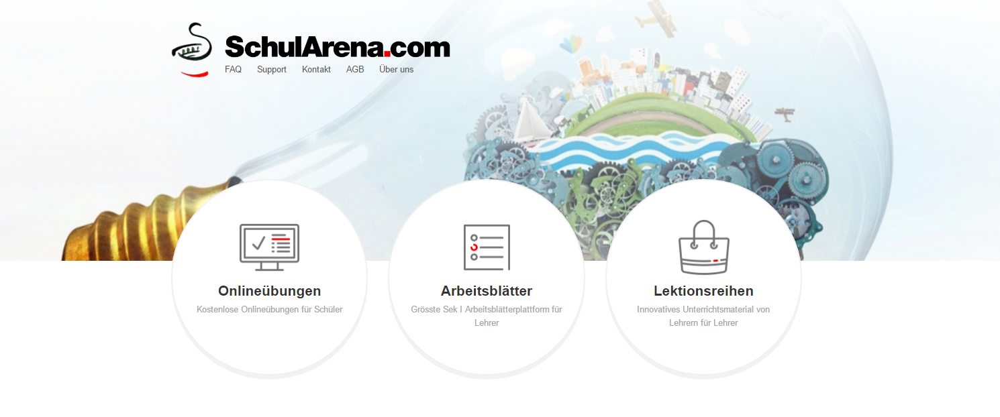 SchulArena.com
FAQ Support Kontakt AGB Über uns
Onlineübungen
Kostenlose Onlineübungen für Schüler
Arbeitsblätter
Grösste Sek I Arbeitsblätterplattform für
Lehrer
Lektionsreihen
Innovatives Unterrichtsmaterial von
Lehrern für Lehrer